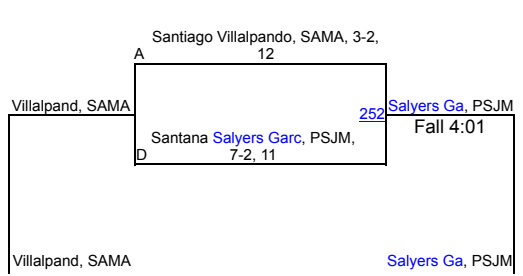 Santiago Villalpando, SAMA, 3-2,
A 12
Villalpand, SAMA
252
Salyers Ga, PSJM
Fall 4:01
Santana Salyers Garc, PSJM,
D 7-2, 11
Villalpand, SAMA
Salyers Ga, PSJM